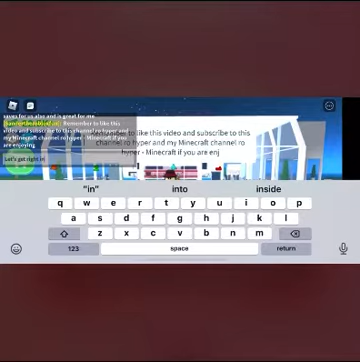 saves for us also and is great for me
Remember to like this
video and subscribe to this channel ro hyper and
my Minecraft channel ro hyper - Minecraft if you
are enjoying
Let's get right in
to like this video and subscribe to this
channel ro hyper and my Minecraft channel ro
hyper - Minecraft if you are enj
"in" into inside
q w e r t y u i o p
a s d f g h j k l
z x c v b n m
123 space return